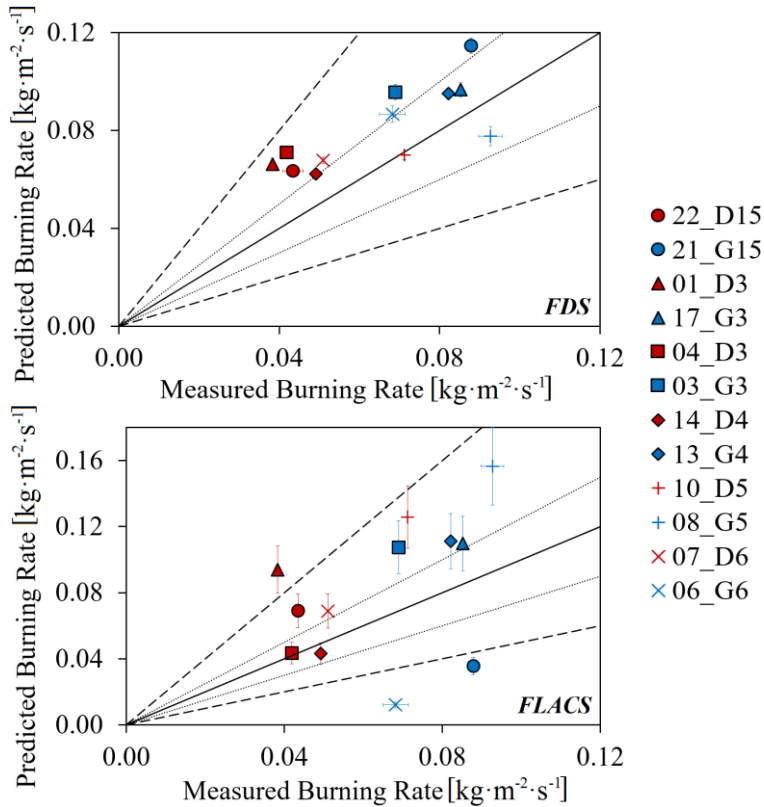 Predicted Burning Rate [kg·m⁻²·s⁻¹]
0.12
0.08
0.04
0.00
FDS
0.00 0.04 0.08 0.12
Measured Burning Rate [kg·m⁻²·s⁻¹]
Predicted Burning Rate [kg·m⁻²·s⁻¹]
0.16
0.12
0.08
0.04
0.00
FLACS
0.00 0.04 0.08 0.12
Measured Burning Rate [kg·m⁻²·s⁻¹]
22_D15
21_G15
01_D3
17_G3
04_D3
03_G3
14_D4
13_G4
10_D5
08_G5
07_D6
06_G6